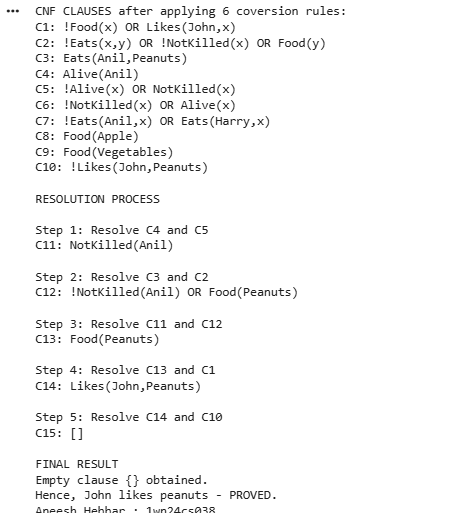 CNF CLAUSES after applying 6 coversion rules:
C1: !Food(x) OR Likes(John,x)
C2: !Eats(x,y) OR !NotKilled(x) OR Food(y)
C3: Eats(Anil,Peanuts)
C4: Alive(Anil)
C5: !Alive(x) OR NotKilled(x)
C6: !NotKilled(x) OR Alive(x)
C7: !Eats(Anil,x) OR Eats(Harry,x)
C8: Food(Apple)
C9: Food(Vegetables)
C10: !Likes(John,Peanuts)
RESOLUTION PROCESS
Step 1: Resolve C4 and C5
C11: NotKilled(Anil)
Step 2: Resolve C3 and C2
C12: !NotKilled(Anil) OR Food(Peanuts)
Step 3: Resolve C11 and C12
C13: Food(Peanuts)
Step 4: Resolve C13 and C1
C14: Likes(John,Peanuts)
Step 5: Resolve C14 and C10
C15: []
FINAL RESULT
Empty clause {} obtained.
Hence, John likes peanuts - PROVED.
Aneesh Hebbar : 1wn24cs038